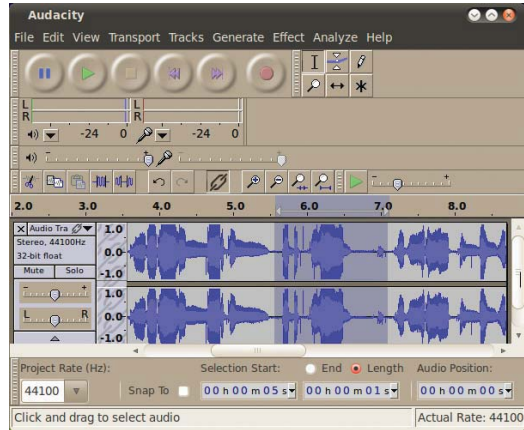 Audacity
File Edit View Transport Tracks Generate Effect Analyze Help
L L
R R
-24 0 -24 0
2.0 3.0 4.0 5.0 6.0 7.0 8.0
X Audio Tra 1.0
Stereo, 44100Hz
32-bit float 0.0
Mute Solo -1.0
- + 1.0
L R 0.0
-1.0
Project Rate (Hz): Selection Start: End Length Audio Position:
44100 Snap To 00 h 00 m 05 s 00 h 00 m 01 s 00 h 00 m 00 s
Click and drag to select audio Actual Rate: 44100